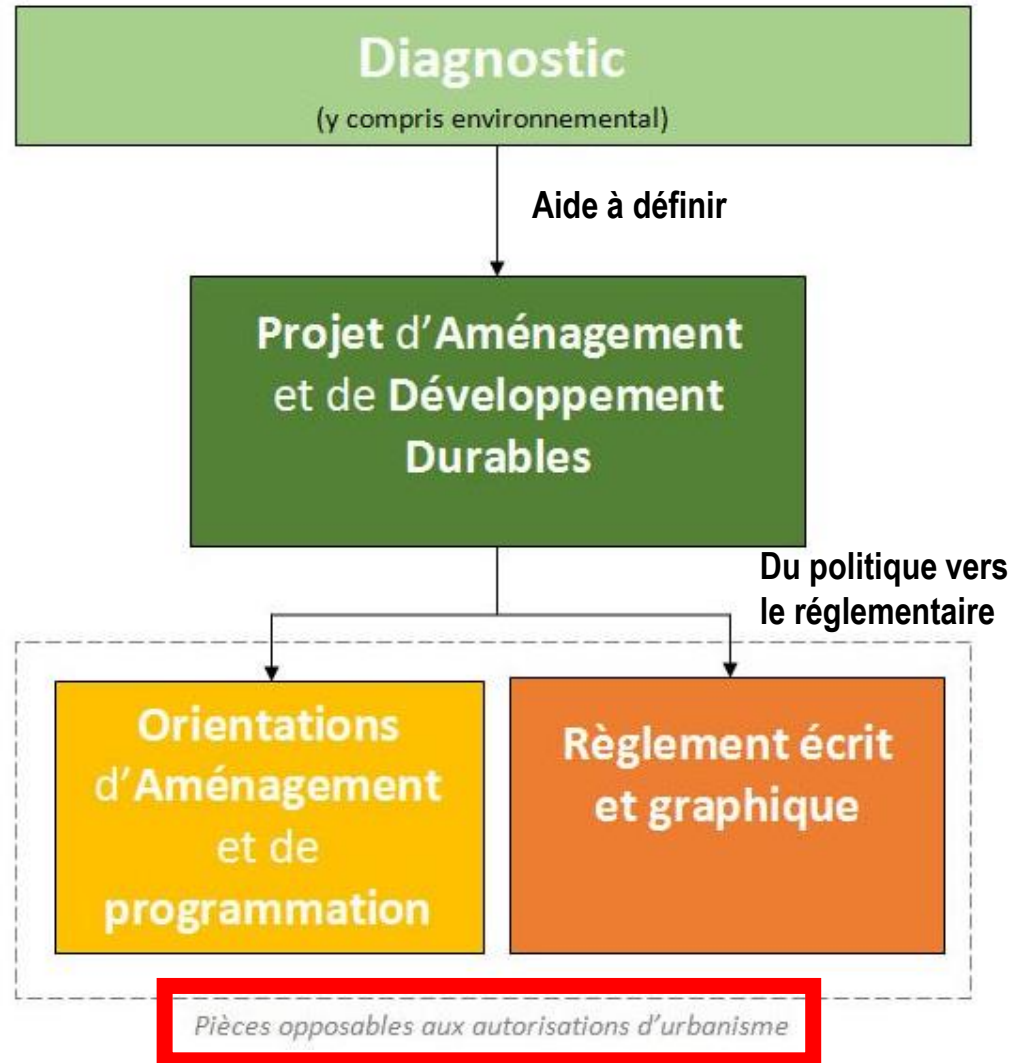 Diagnostic
(y compris environnemental)
Aide à définir
Projet d'Aménagement
et de Développement
Durables
Du politique vers
le réglementaire
Orientations
d'Aménagement
et de
programmation
Règlement écrit
et graphique
Pièces opposables aux autorisations d'urbanisme